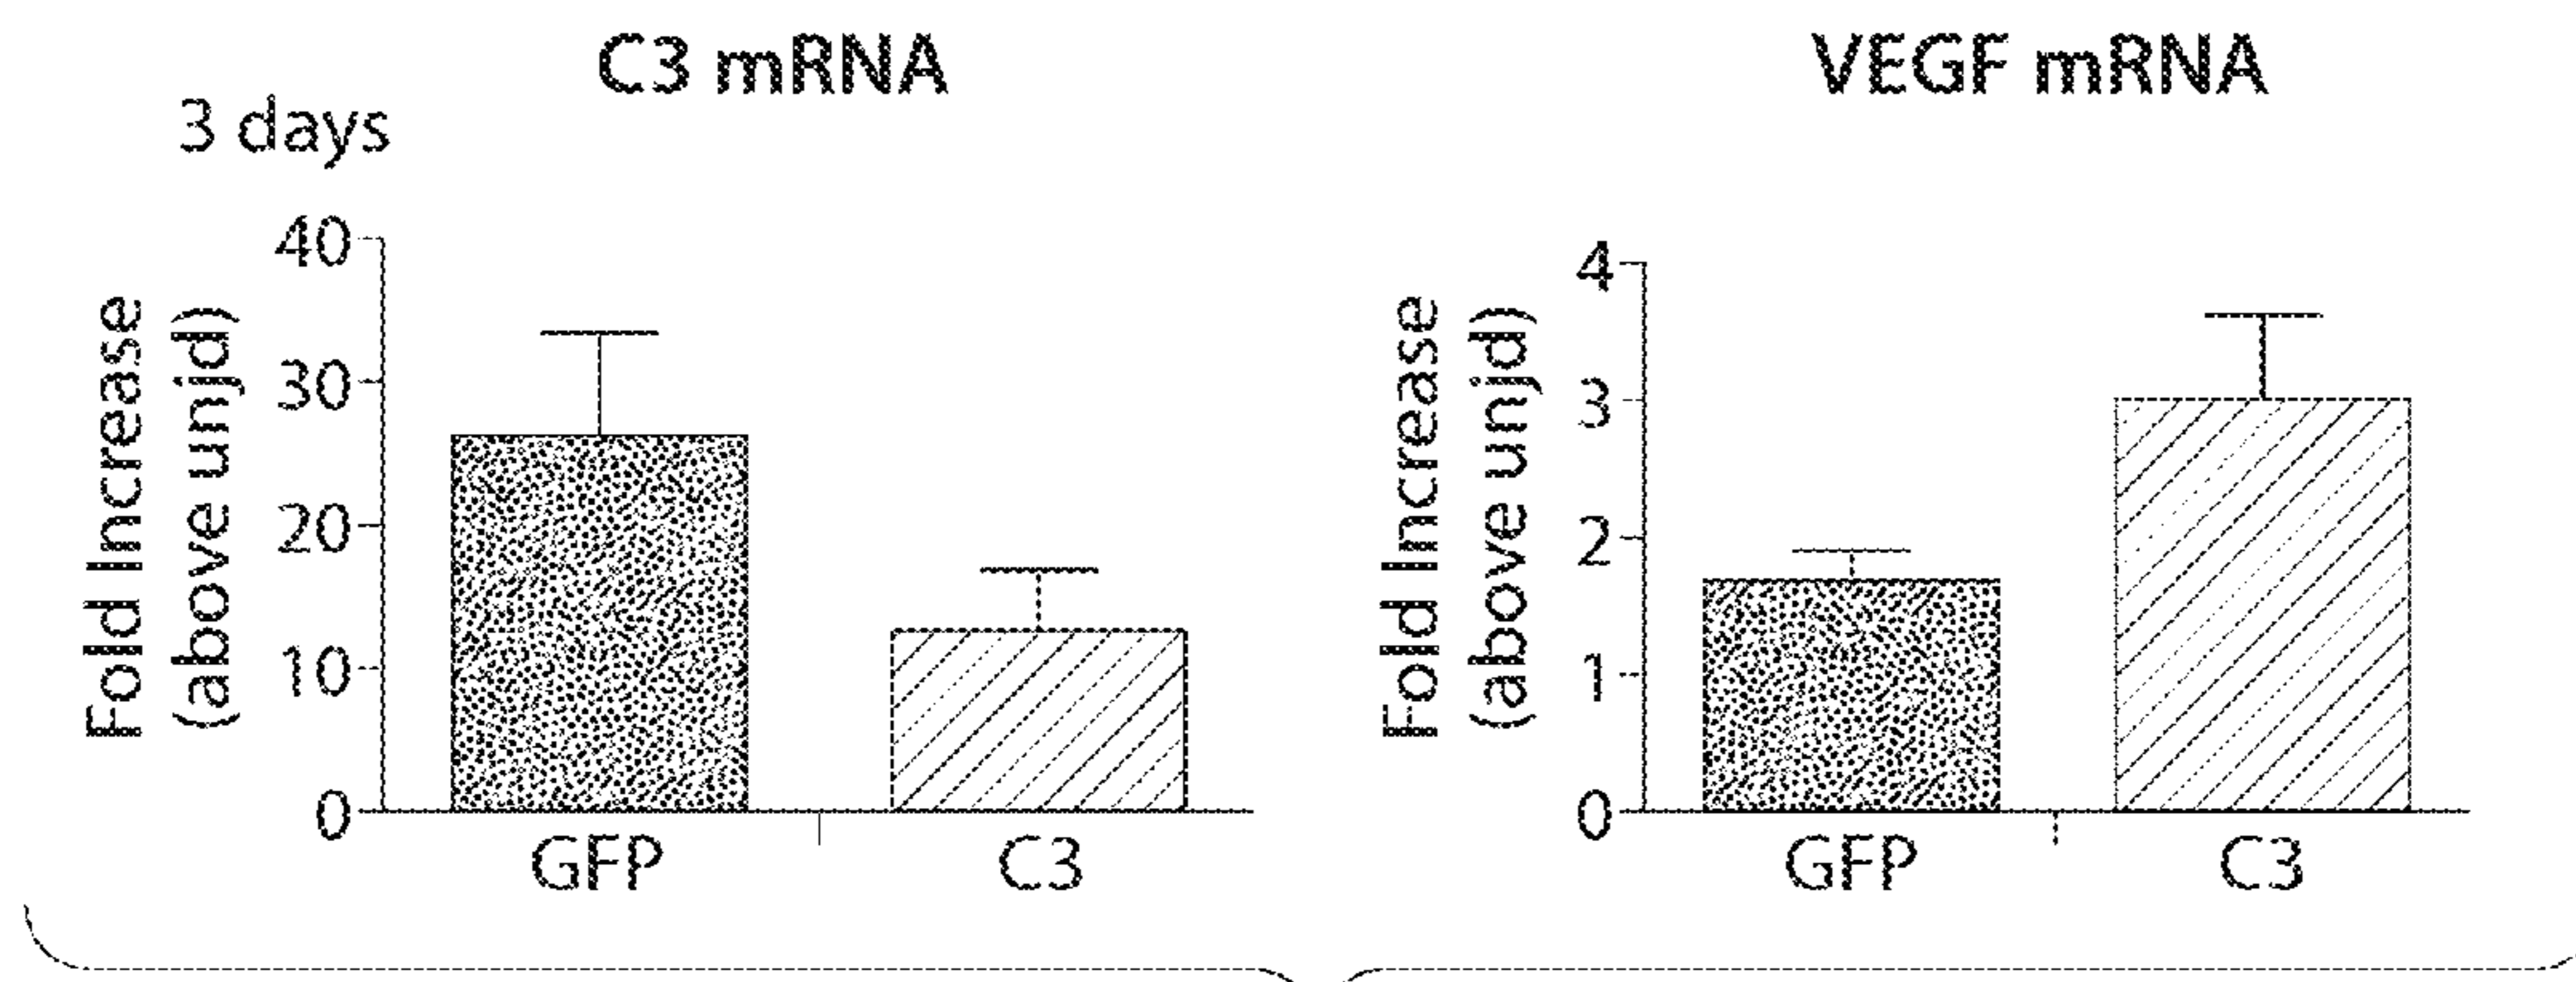 C3 mRNA
3 days
Fold Increase
(above unjd)
40
30
20
10
0
GFP
C3
VEGF mRNA
Fold Increase
(above unjd)
4
3
2
1
0
GFP
C3